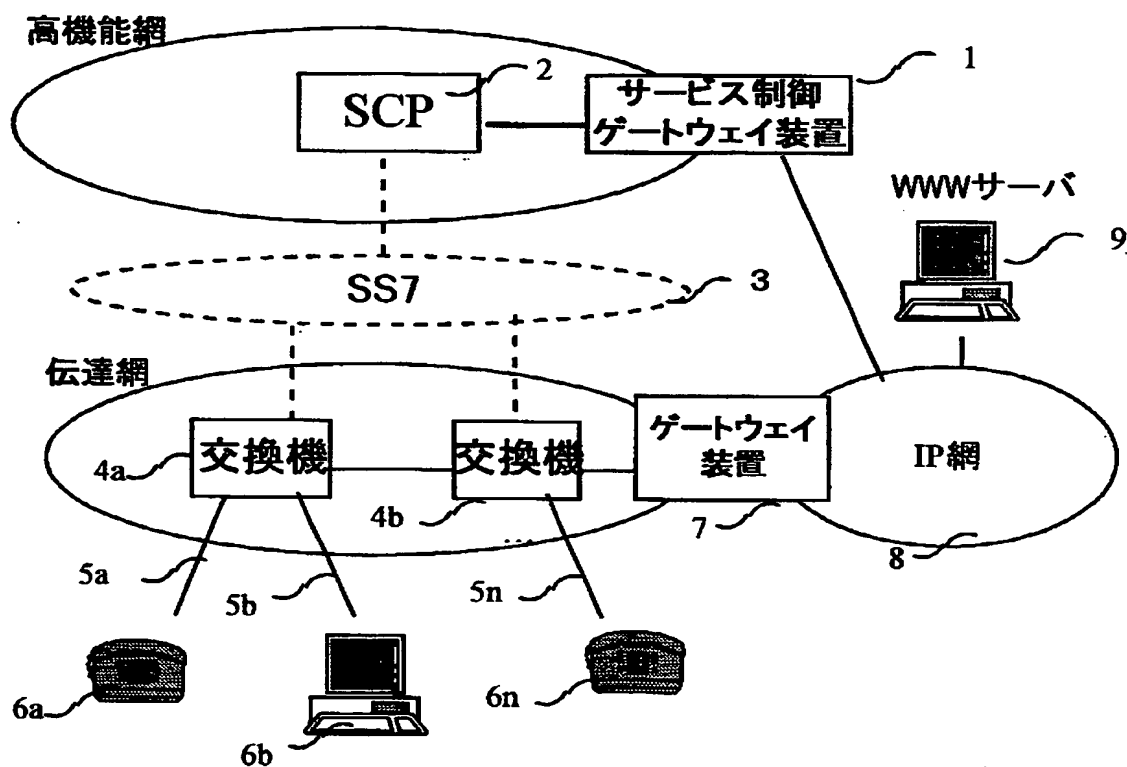 高機能網
2
1
SCP
サービス制御
ゲートウェイ装置
WWWサーバ
9
SS7
3
伝達網
交換機
4a
交換機
4b
ゲートウェイ
装置
7
IP網
8
5a
5b
5n
...
6a
6b
6n